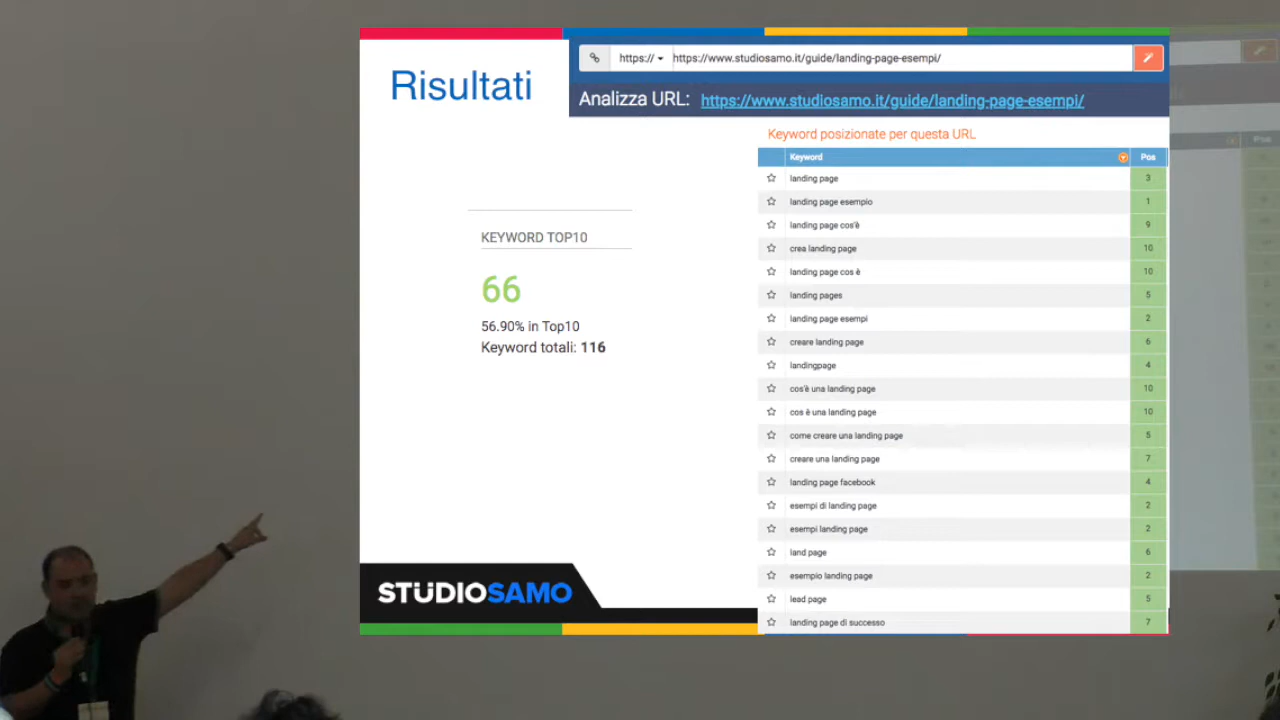 Risultati
https:// https://www.studiosamo.it/guide/landing-page-esempi/
Analizza URL: https://www.studiosamo.it/guide/landing-page-esempi/
KEYWORD TOP10
66
56.90% in Top10
Keyword totali: 116
Keyword posizionate per questa URL
Keyword Pos
landing page 3
landing page esempio 1
landing page cos'è 9
crea landing page 10
landing page cos è 10
landing pages 5
landing page esempi 2
creare landing page 6
landingpage 4
cos'è una landing page 10
cos è una landing page 10
come creare una landing page 5
creare una landing page 7
landing page facebook 4
esempi di landing page 2
esempi landing page 2
land page 6
esempio landing page 2
lead page 5
landing page di successo 7
STUDIOSAMO
Pos